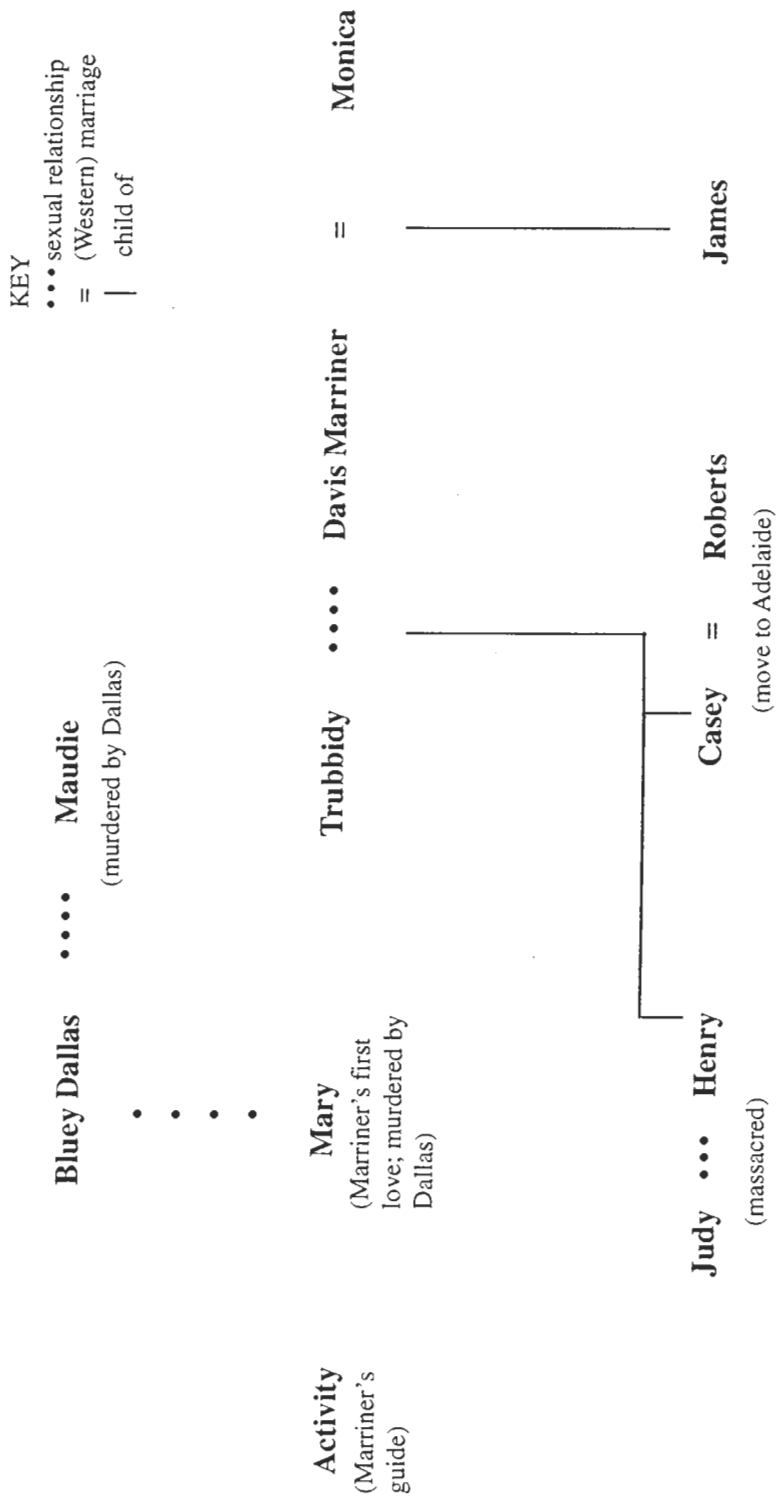 KEY
•••sexual relationship
= (Western) marriage
| child of
Bluey Dallas •••• Maudie
(murdered by Dallas)
••••
Activity
(Marriner's
guide)
Mary
(Marriner's first
love; murdered by
Dallas)
Trubbidy •••• Davis Marriner = Monica
Judy ••• Henry
(massacred)
Casey = Roberts
(move to Adelaide)
James